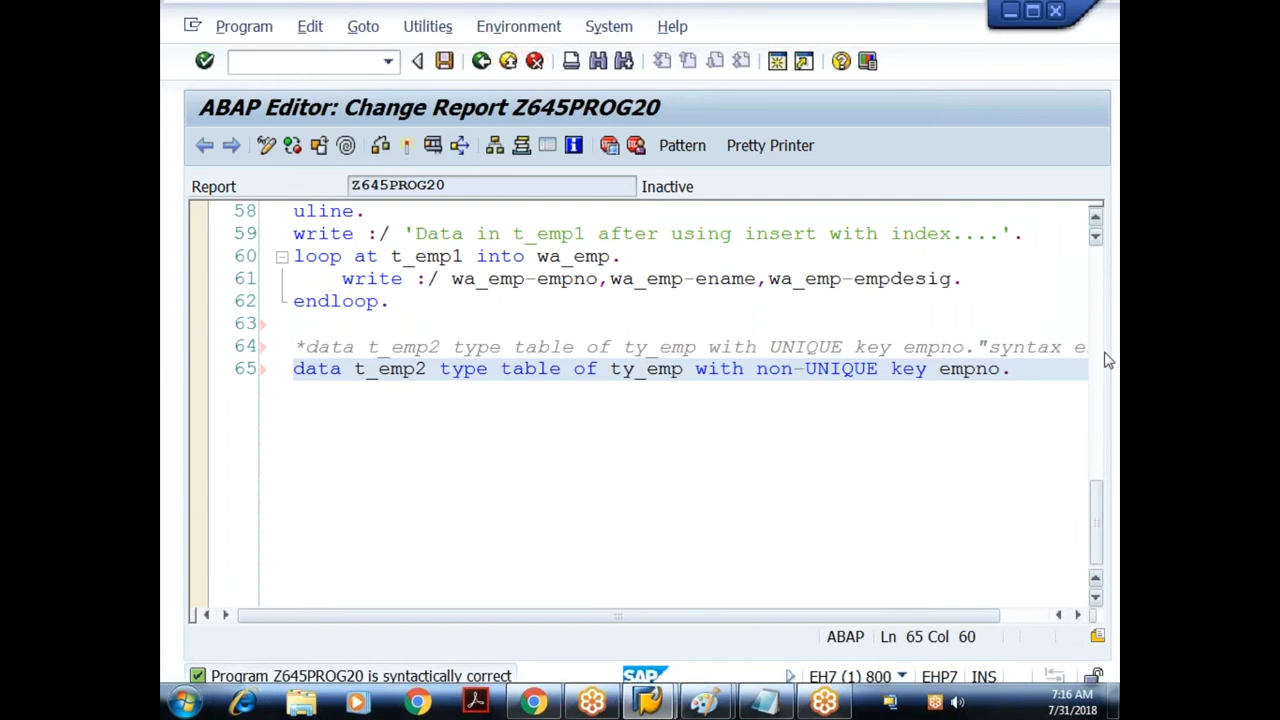 Program Edit Goto Utilities Environment System Help
ABAP Editor: Change Report Z645PROG20
Pattern Pretty Printer
Report Z645PROG20 Inactive
58 uline.
59 write :/ 'Data in t_emp1 after using insert with index....'.
60 loop at t_emp1 into wa_emp.
61 write :/ wa_emp-empno,wa_emp-ename,wa_emp-empdesig.
62 endloop.
63
64 *data t_emp2 type table of ty_emp with UNIQUE key empno."syntax e
65 data t_emp2 type table of ty_emp with non-UNIQUE key empno.
ABAP Ln 65 Col 60
Program Z645PROG20 is syntactically correct
SAP
EH7 (1) 800 EHP7 INS
7:16 AM
7/31/2018